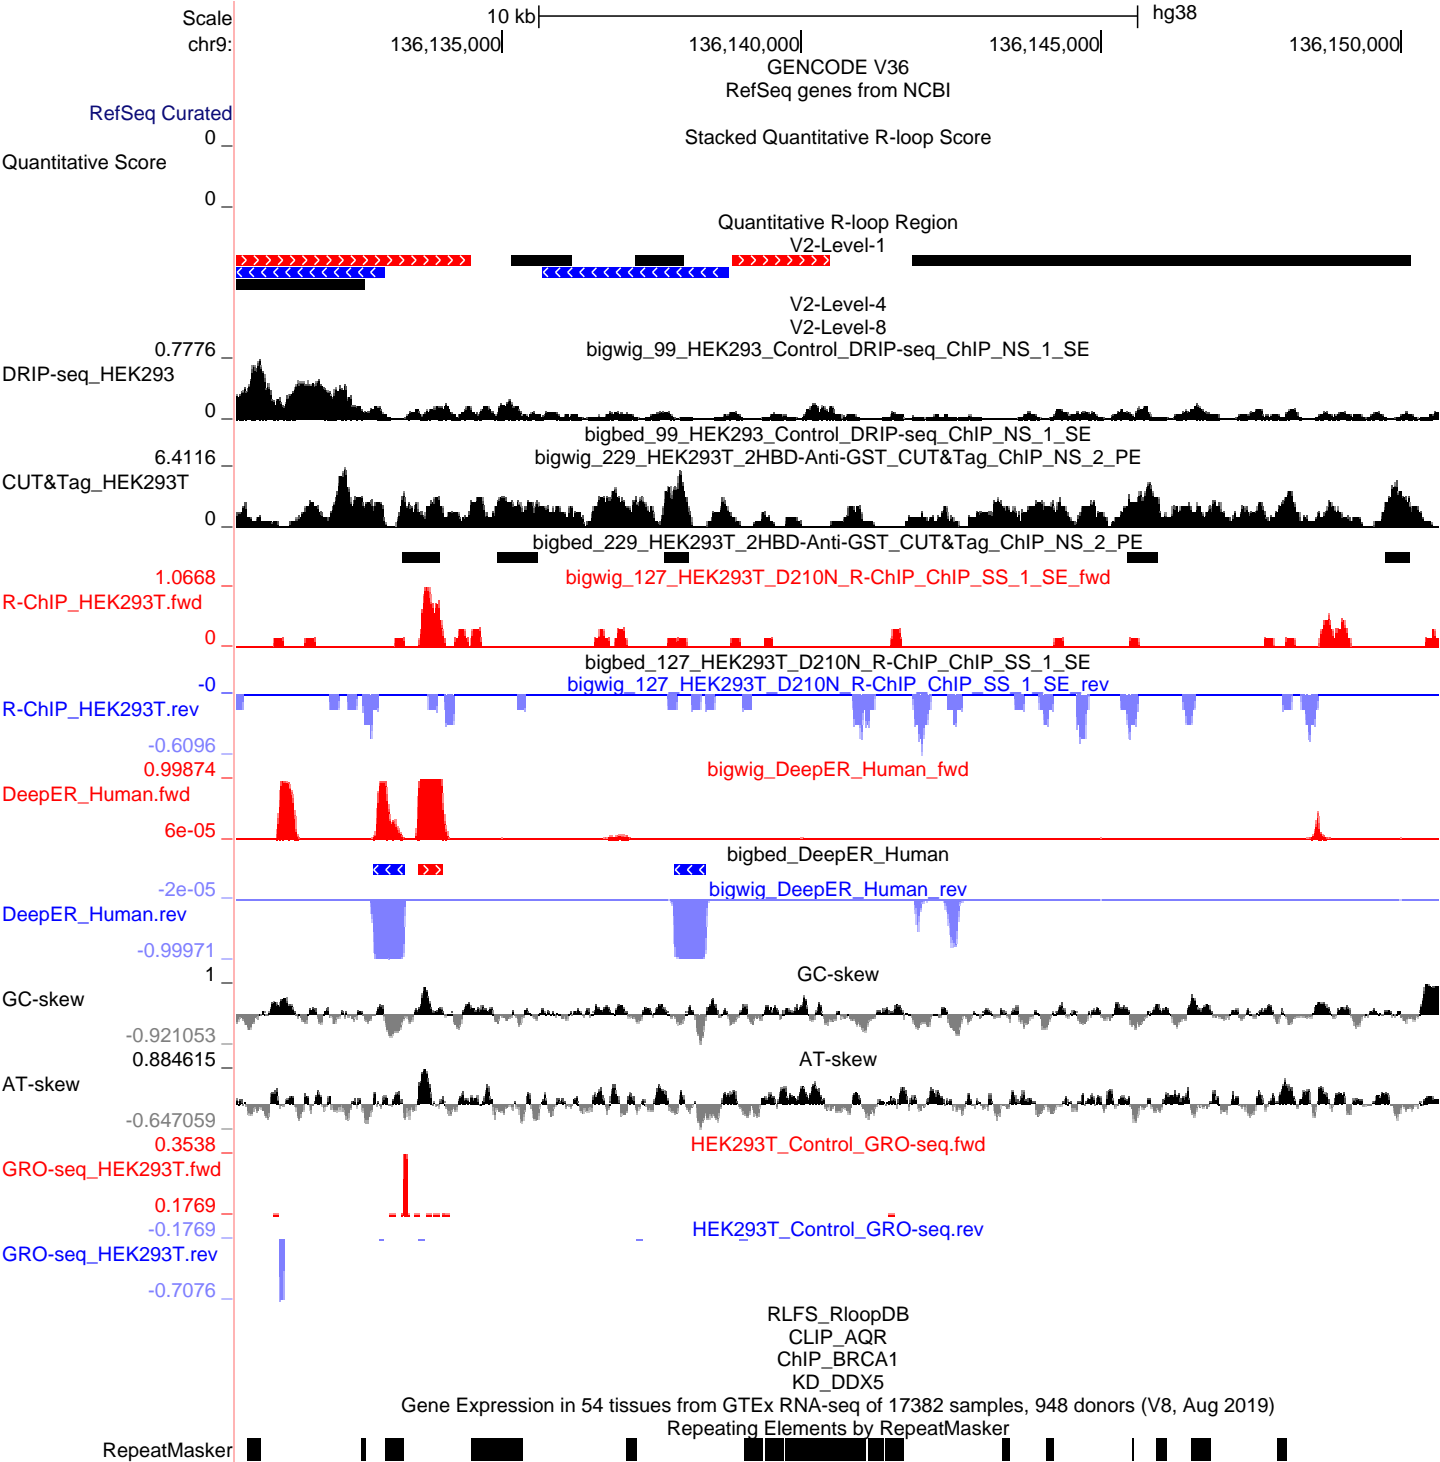 Scale 10 kb hg38
chr9: 136,135,000 136,140,000 136,145,000 136,150,000
GENCODE V36
RefSeq genes from NCBI
RefSeq Curated
0 Stacked Quantitative R-loop Score
Quantitative Score
0
Quantitative R-loop Region
V2-Level-1
V2-Level-4
V2-Level-8
0.7776 bigwig_99_HEK293_Control_DRIP-seq_ChIP_NS_1_SE
DRIP-seq_HEK293
0
bigbed_99_HEK293_Control_DRIP-seq_ChIP_NS_1_SE
6.4116 bigwig_229_HEK293T_2HBD-Anti-GST_CUT&Tag_ChIP_NS_2_PE
CUT&Tag_HEK293T
0
bigbed_229_HEK293T_2HBD-Anti-GST_CUT&Tag_ChIP_NS_2_PE
1.0668 bigwig_127_HEK293T_D210N_R-ChIP_ChIP_SS_1_SE_fwd
R-ChIP_HEK293T.fwd
0
bigbed_127_HEK293T_D210N_R-ChIP_ChIP_SS_1_SE
-0 bigwig_127_HEK293T_D210N_R-ChIP_ChIP_SS_1_SE_rev
R-ChIP_HEK293T.rev
-0.6096
0.99874 bigwig_DeepER_Human_fwd
DeepER_Human.fwd
6e-05
bigbed_DeepER_Human
-2e-05 bigwig_DeepER_Human_rev
DeepER_Human.rev
-0.99971
1 GC-skew
GC-skew
-0.921053
0.884615 AT-skew
AT-skew
-0.647059
0.3538 HEK293T_Control_GRO-seq.fwd
GRO-seq_HEK293T.fwd
0.1769
-0.1769 HEK293T_Control_GRO-seq.rev
GRO-seq_HEK293T.rev
-0.7076
RLFS_RloopDB
CLIP_AQR
ChIP_BRCA1
KD_DDX5
Gene Expression in 54 tissues from GTEx RNA-seq of 17382 samples, 948 donors (V8, Aug 2019)
Repeating Elements by RepeatMasker
RepeatMasker